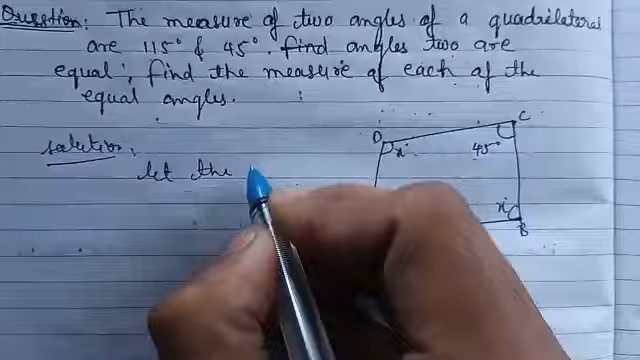 Question: The measure of two angles of a quadrilateral
are 115° & 45°. find angles two are
equal; find the measure of each of the
equal angles.
solution,
let the
D
C
x
45°
x
B